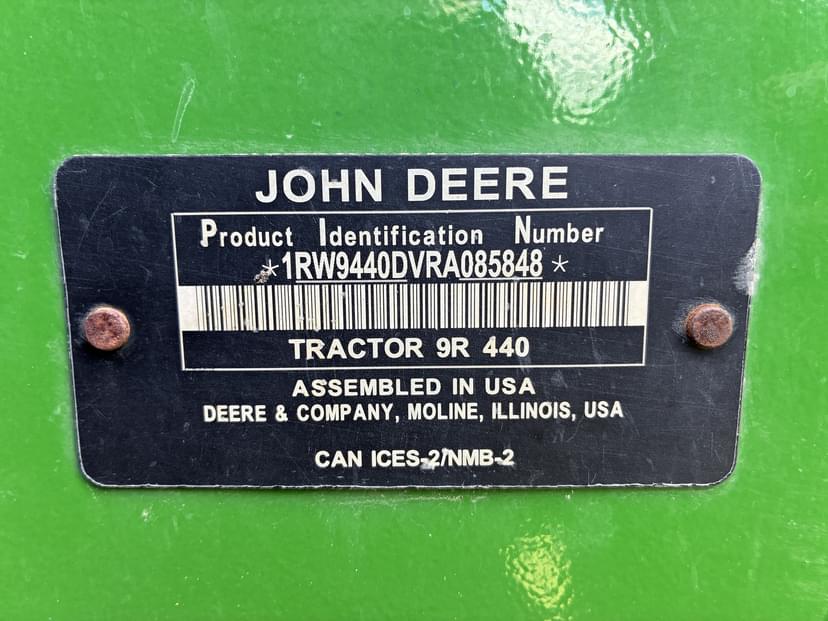 JOHN DEERE
Product Identification Number
*1RW9440DVRA085848*
TRACTOR 9R 440
ASSEMBLED IN USA
DEERE & COMPANY, MOLINE, ILLINOIS, USA
CAN ICES-2/NMB-2